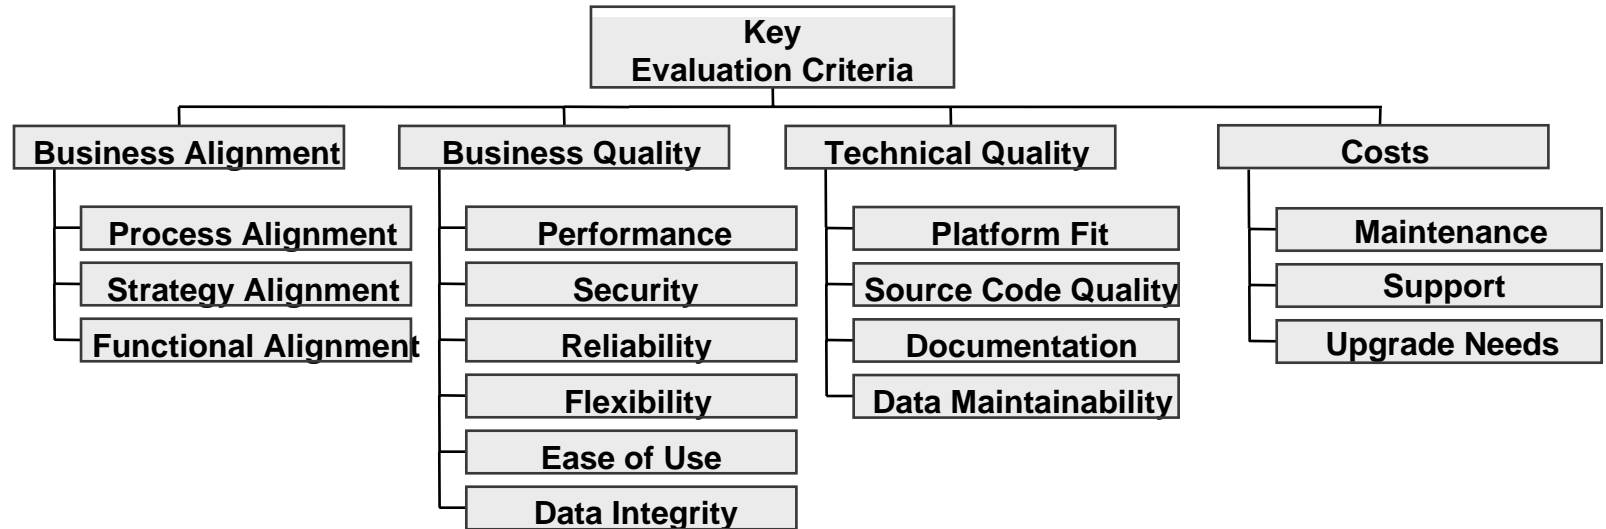 Key
Evaluation Criteria
Business Alignment
Process Alignment
Strategy Alignment
Functional Alignment
Business Quality
Performance
Security
Reliability
Flexibility
Ease of Use
Data Integrity
Technical Quality
Platform Fit
Source Code Quality
Documentation
Data Maintainability
Costs
Maintenance
Support
Upgrade Needs